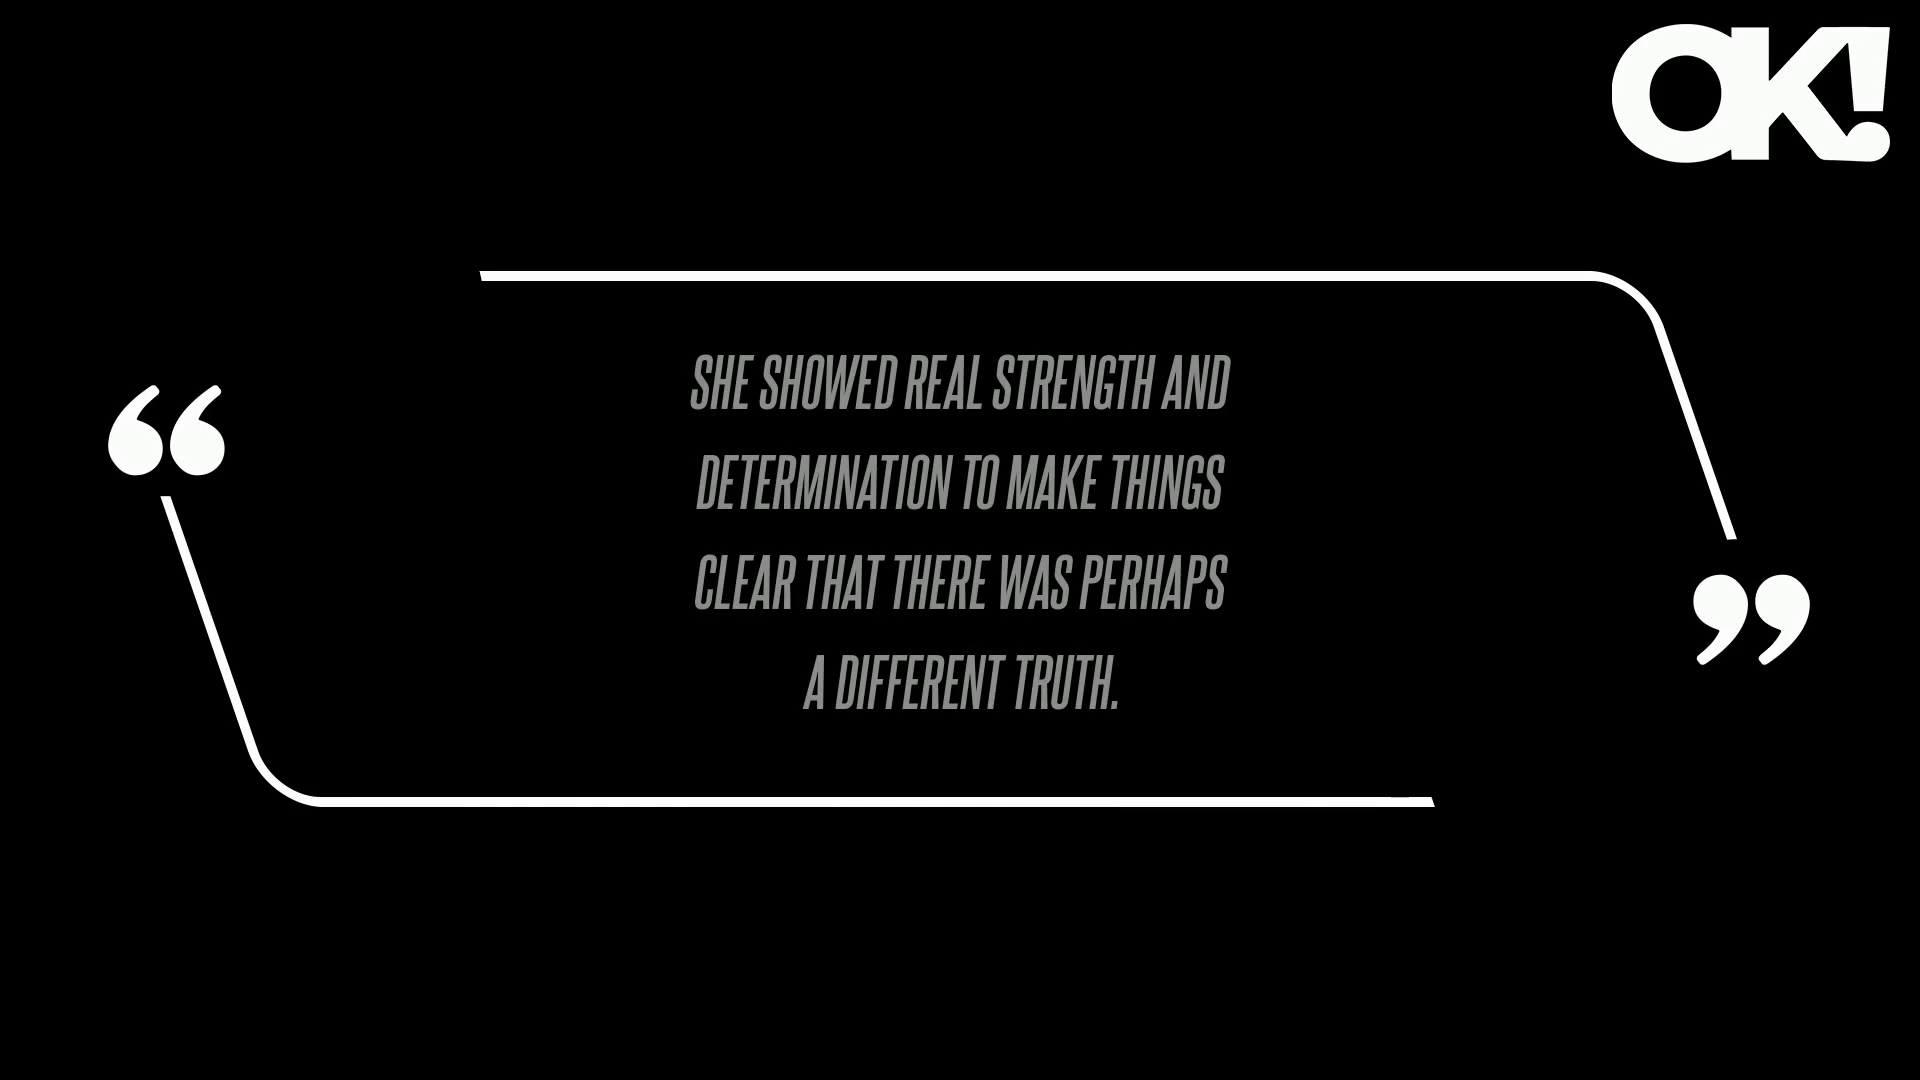 OK!
“
SHE SHOWED REAL STRENGTH AND
DETERMINATION TO MAKE THINGS
CLEAR THAT THERE WAS PERHAPS
A DIFFERENT TRUTH.
”